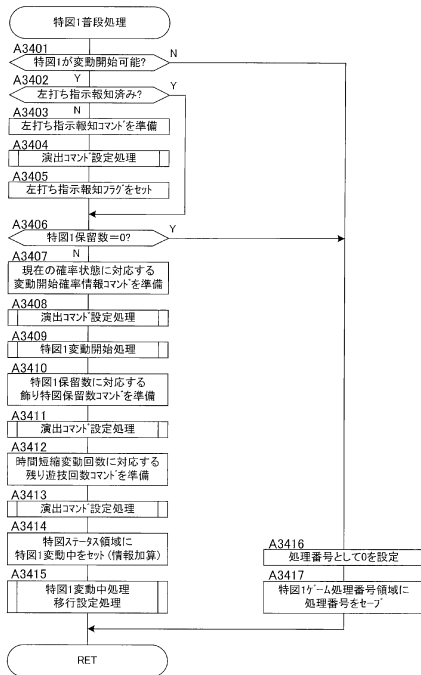 特図1普段処理
A3401
特図1が変動開始可能?
N
A3402
Y
Y
左打ち指示報知済み?
A3403
N
左打ち指示報知コマンドを準備
A3404
演出コマンド設定処理
A3405
左打ち指示報知フラグをセット
A3406
特図1保留数=0?
Y
A3407
N
現在の確率状態に対応する
変動開始確率情報コマンドを準備
A3408
演出コマンド設定処理
A3409
特図1変動開始処理
A3410
特図1保留数に対応する
飾り特図保留数コマンドを準備
A3411
演出コマンド設定処理
A3412
時間短縮変動回数に対応する
残り遊技回数コマンドを準備
A3413
演出コマンド設定処理
A3414
特図ステータス領域に
特図1変動中をセット(情報加算)
A3415
特図1変動中処理
移行設定処理
A3416
処理番号として0を設定
A3417
特図1ゲーム処理番号領域に
処理番号をセーブ
RET